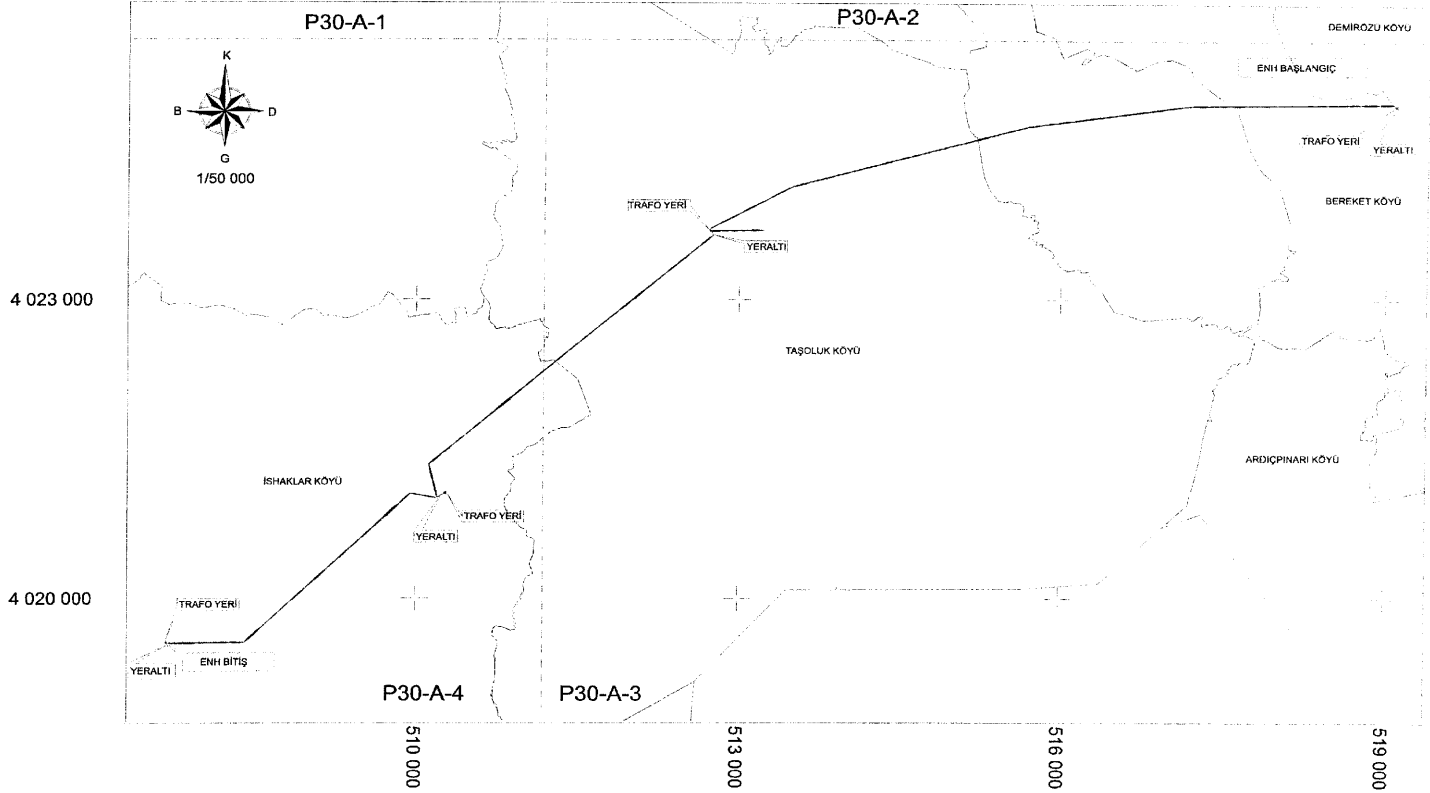 P30-A-1
P30-A-2
DEMİRÖZÜ KÖYÜ
K
B
D
G
1/50 000
ENH BAŞLANGIÇ
TRAFO YERİ
YERALTI
BEREKET KÖYÜ
TRAFO YERİ
YERALTI
4 023 000
TAŞOLUK KÖYÜ
ARDIÇPINARI KÖYÜ
İSHAKLAR KÖYÜ
TRAFO YERİ
YERALTI
4 020 000
TRAFO YERİ
ENH BİTİŞ
YERALTI
P30-A-4
P30-A-3
510 000
513 000
516 000
519 000